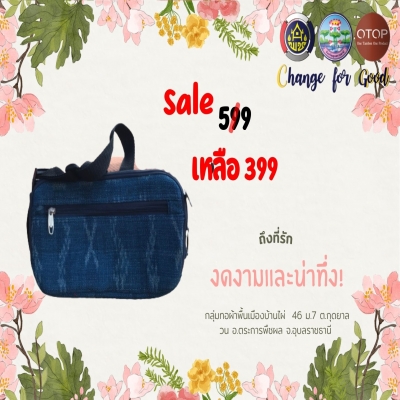 OTOP
Change for Good
Sale
599
เหลือ 399
ถึงที่รัก
งดงามและน่าทึ่ง!
กลุ่มทอผ้าพื้นเมืองบ้านไผ่ 46 ม.7 ต.กุดยาล
วน อ.ตระการพืชผล จ.อุบลราชธานี